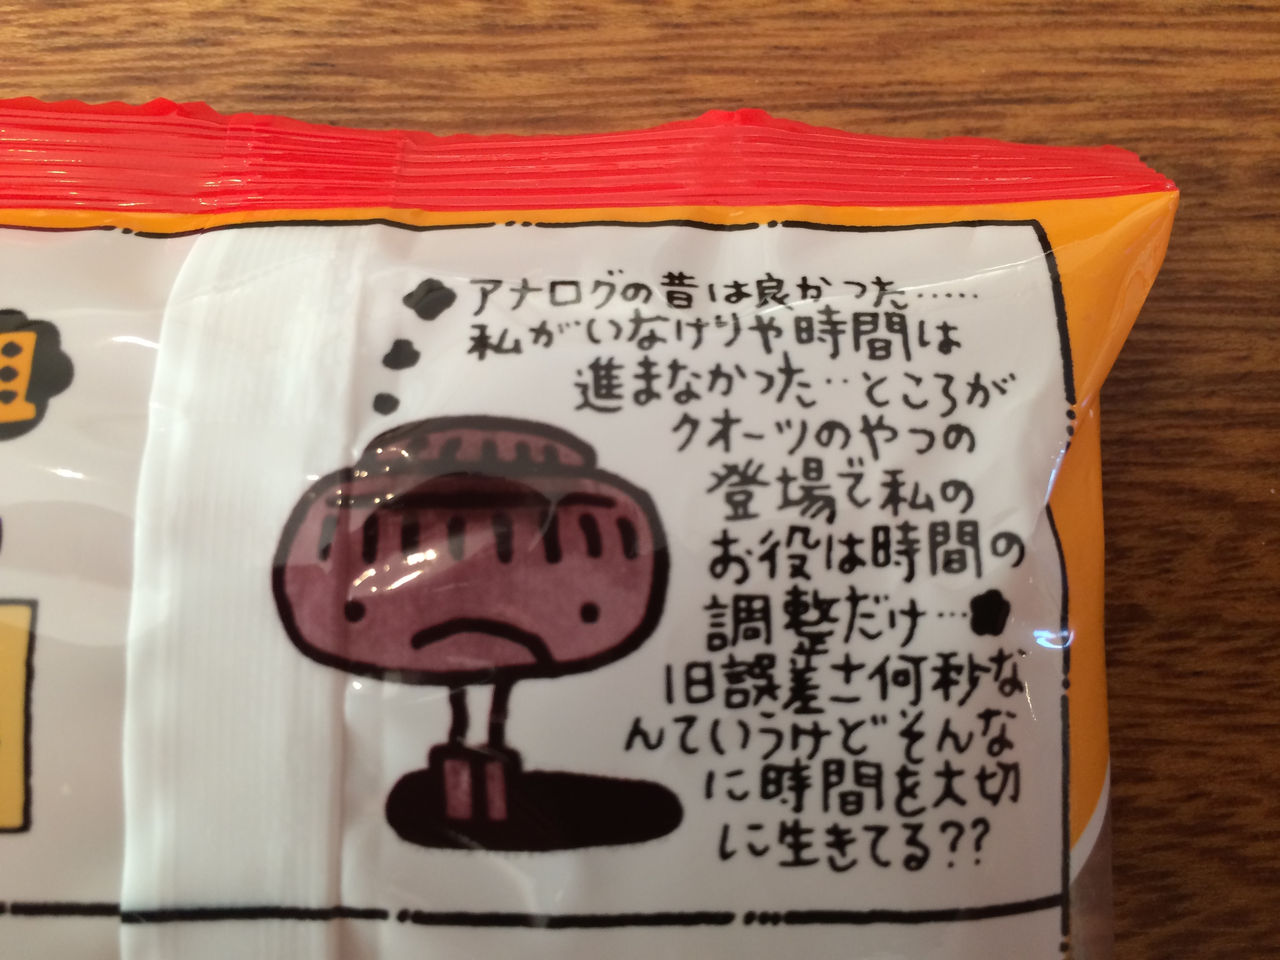 アナログの昔は良かった……
私がいなけりゃ時間は
進まなかった…ところが
クオーツのやつの
登場で私の
お役は時間の
調整だけ…
1日誤差±何秒な
んていうけどそんな
に時間を大切
に生きてる??